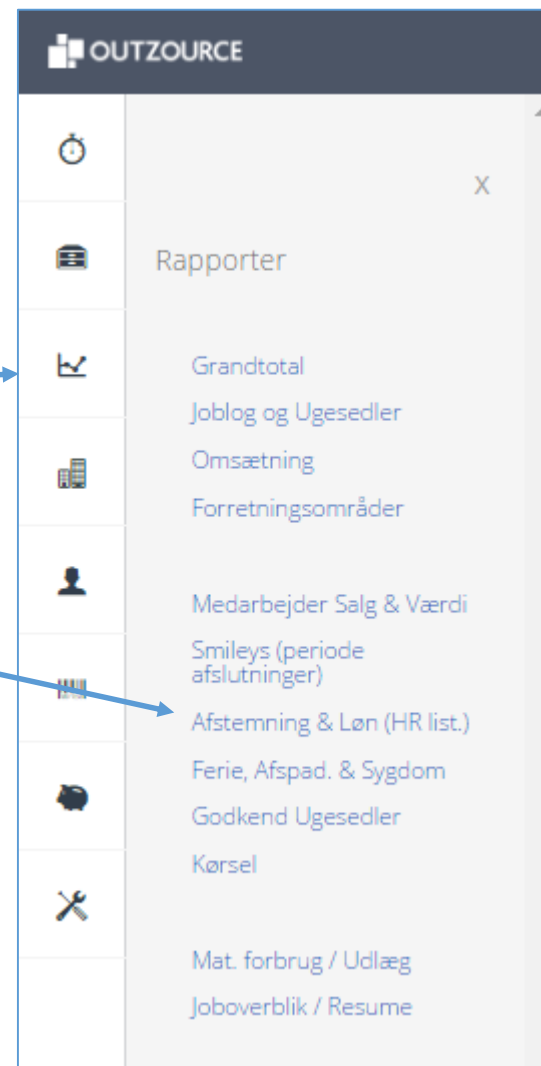 OUTZOURCE
X
Rapporter
Grandtotal
Joblog og Ugesedler
Omsætning
Forretningsområder
Medarbejder Salg & Værdi
Smileys (periode
afslutninger)
Afstemning & Løn (HR list.)
Ferie, Afspad. & Sygdom
Godkend Ugesedler
Kørsel
Mat. forbrug / Udlæg
Joboverblik / Resume